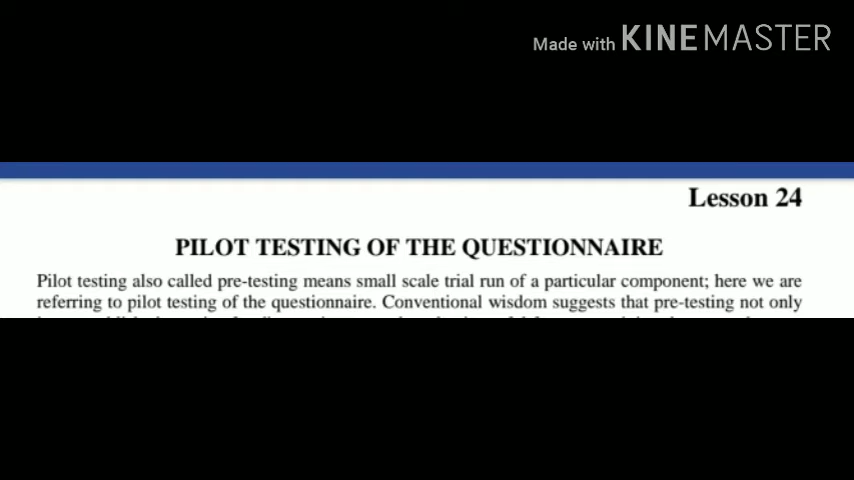 Made with KINEMASTER
Lesson 24
PILOT TESTING OF THE QUESTIONNAIRE
Pilot testing also called pre-testing means small scale trial run of a particular component; here we are
referring to pilot testing of the questionnaire. Conventional wisdom suggests that pre-testing not only